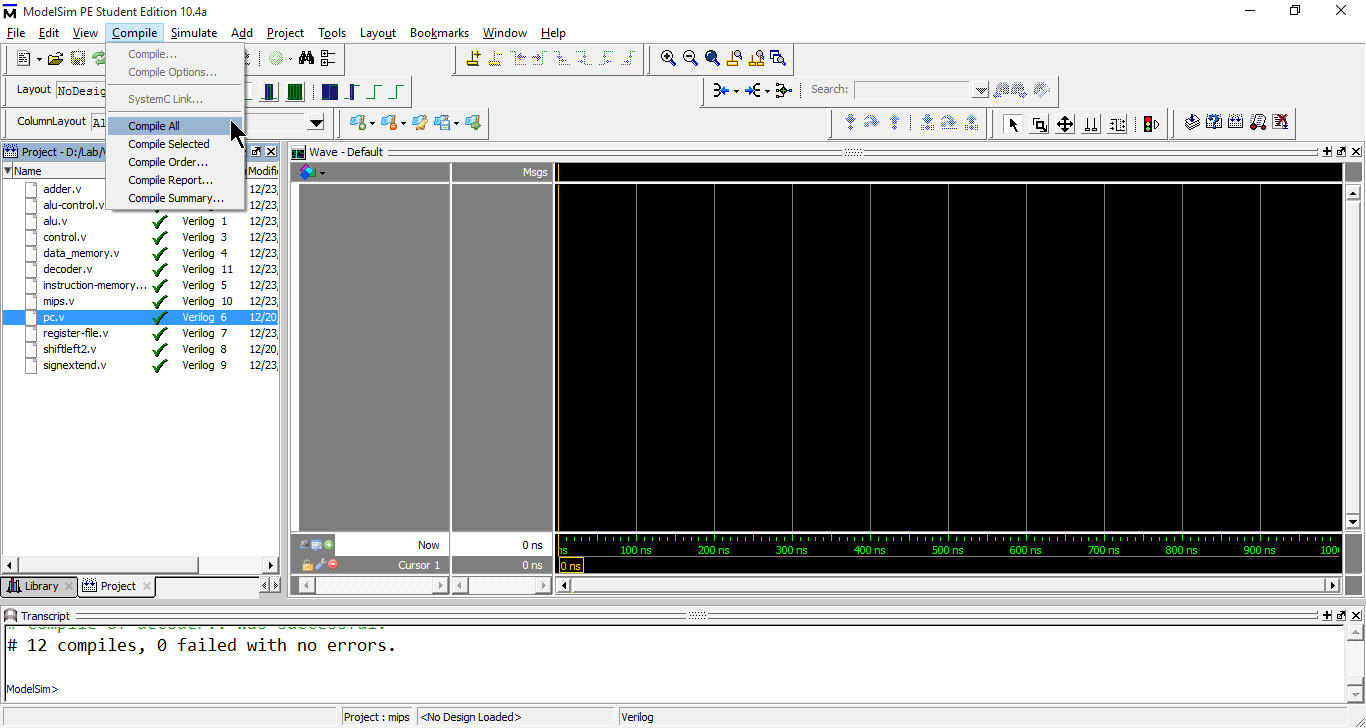 ModelSim PE Student Edition 10.4a
File Edit View Compile Simulate Add Project Tools Layout Bookmarks Window Help
Compile...
Compile Options...
SystemC Link...
Compile All
Compile Selected
Compile Order...
Compile Report...
Compile Summary...
Layout NoDesig
Search:
ColumnLayout Al
Project - D:/Lab/
Name Modifi
adder.v 12/23,
alu-control.v 12/23,
alu.v Verilog 1 12/23,
control.v Verilog 3 12/23,
data_memory.v Verilog 4 12/23,
decoder.v Verilog 11 12/23,
instruction-memory... Verilog 5 12/23,
mips.v Verilog 10 12/23,
pc.v Verilog 6 12/20
register-file.v Verilog 7 12/23,
shiftleft2.v Verilog 8 12/20,
signextend.v Verilog 9 12/23,
Library Project
Wave - Default
Msgs
Now 0 ns
Cursor 1 0 ns
ns 100 ns 200 ns 300 ns 400 ns 500 ns 600 ns 700 ns 800 ns 900 ns 100
0 ns
Transcript
# 12 compiles, 0 failed with no errors.
ModelSim>
Project : mips <No Design Loaded> Verilog